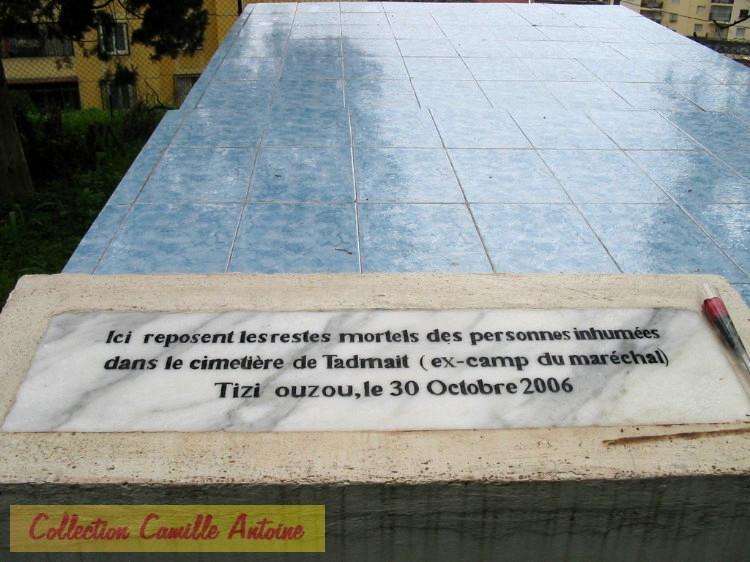 Ici reposent les restes mortels des personnes inhumées
dans le cimetière de Tadmait (ex-camp du maréchal)
Tizi ouzou, le 30 Octobre 2006
Collection Camille Antoine